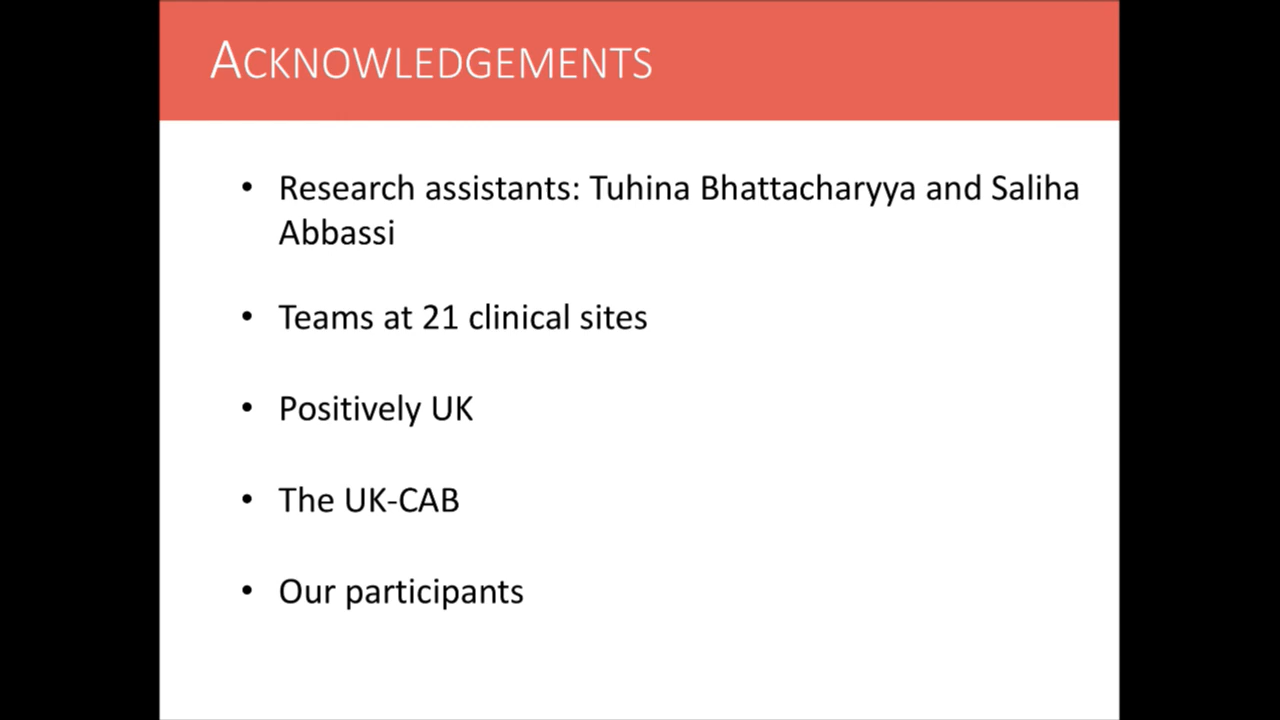 ACKNOWLEDGEMENTS
• Research assistants: Tuhina Bhattacharyya and Saliha
Abbassi
• Teams at 21 clinical sites
• Positively UK
• The UK-CAB
• Our participants